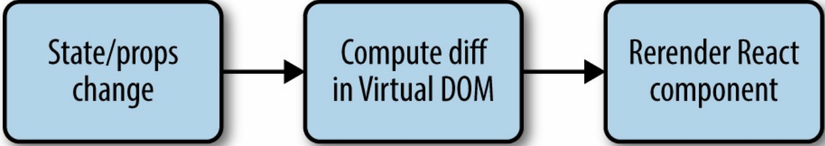 State/props
change
Compute diff
in Virtual DOM
Rerender React
component